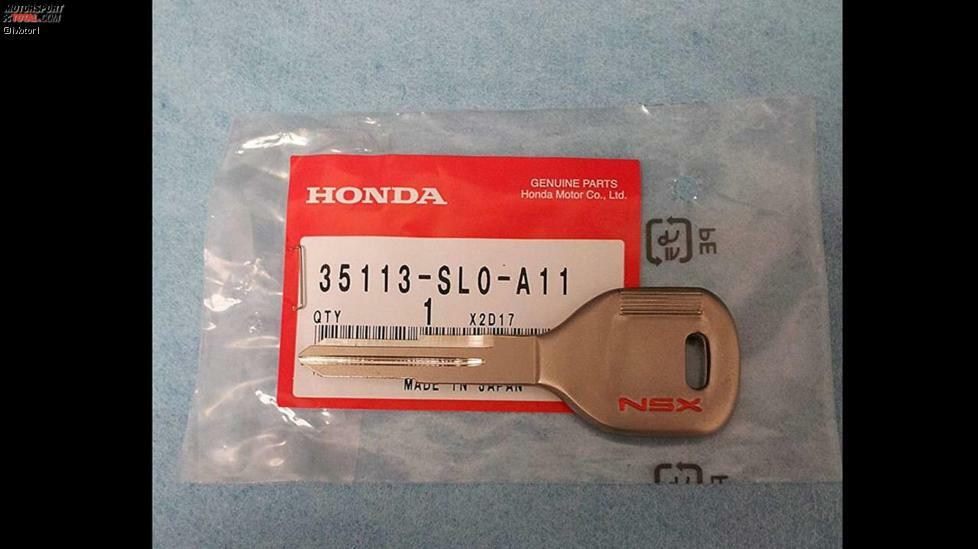 MOTORSPORT
TOTAL.COM
HONDA
GENUINE PARTS
Honda Motor Co., Ltd.
35113-SL0-A11
QTY 1 X2D17
MADE IN JAPAN
NSX
PE